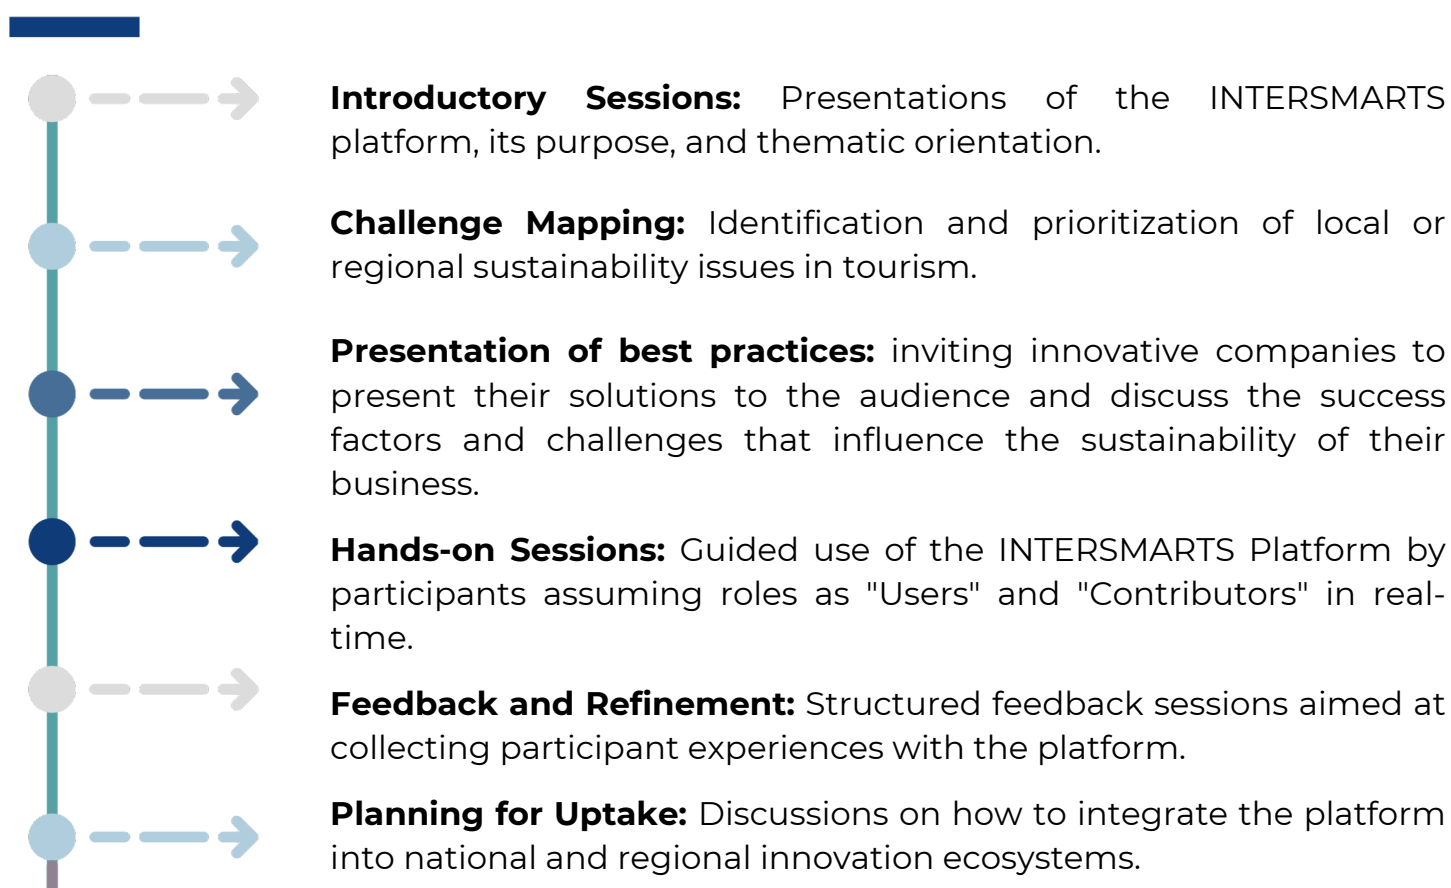 Introductory Sessions: Presentations of the INTERSMARTS
platform, its purpose, and thematic orientation.
Challenge Mapping: Identification and prioritization of local or
regional sustainability issues in tourism.
Presentation of best practices: inviting innovative companies to
present their solutions to the audience and discuss the success
factors and challenges that influence the sustainability of their
business.
Hands-on Sessions: Guided use of the INTERSMARTS Platform by
participants assuming roles as "Users" and "Contributors" in real-
time.
Feedback and Refinement: Structured feedback sessions aimed at
collecting participant experiences with the platform.
Planning for Uptake: Discussions on how to integrate the platform
into national and regional innovation ecosystems.